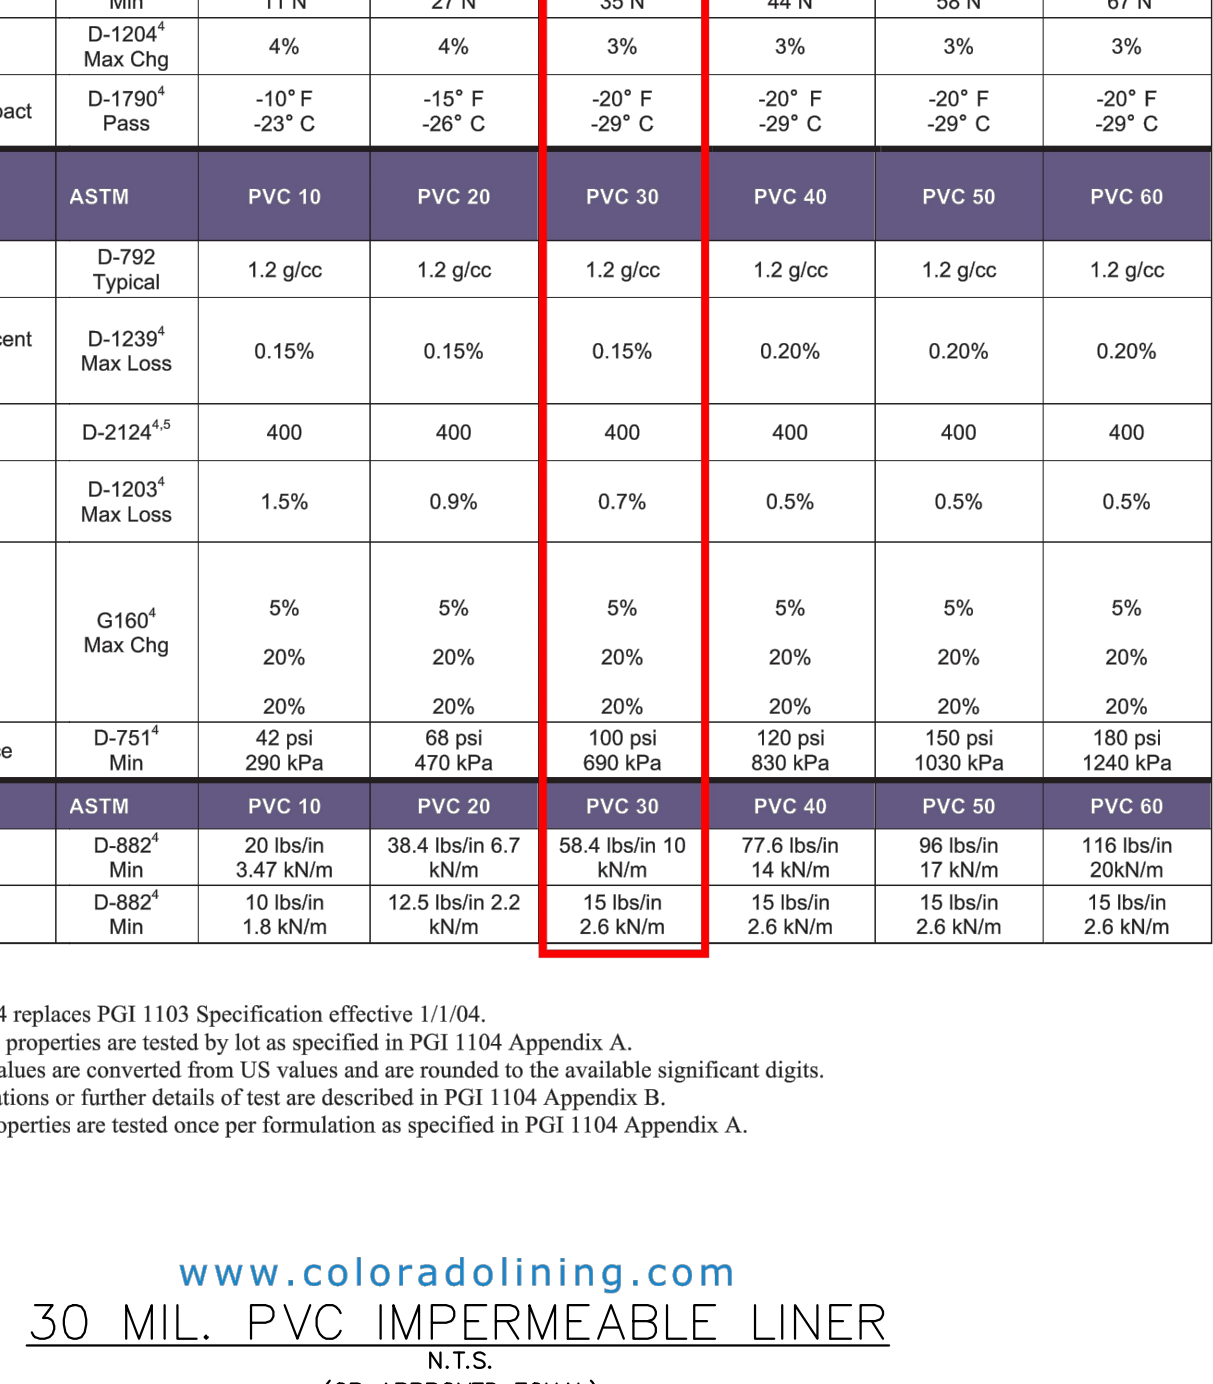 Min 11 N 27 N 35 N 44 N 58 N 67 N
D-1204⁴
Max Chg 4% 4% 3% 3% 3% 3%
pact D-1790⁴ -10° F -15° F -20° F -20° F -20° F -20° F
Pass -23° C -26° C -29° C -29° C -29° C -29° C
ASTM PVC 10 PVC 20 PVC 30 PVC 40 PVC 50 PVC 60
D-792
Typical 1.2 g/cc 1.2 g/cc 1.2 g/cc 1.2 g/cc 1.2 g/cc 1.2 g/cc
cent D-1239⁴
Max Loss 0.15% 0.15% 0.15% 0.20% 0.20% 0.20%
D-2124⁴,⁵ 400 400 400 400 400 400
D-1203⁴
Max Loss 1.5% 0.9% 0.7% 0.5% 0.5% 0.5%
G160⁴
Max Chg 5% 5% 5% 5% 5% 5%
20% 20% 20% 20% 20% 20%
20% 20% 20% 20% 20% 20%
ce D-751⁴ 42 psi 68 psi 100 psi 120 psi 150 psi 180 psi
Min 290 kPa 470 kPa 690 kPa 830 kPa 1030 kPa 1240 kPa
ASTM PVC 10 PVC 20 PVC 30 PVC 40 PVC 50 PVC 60
D-882⁴ 20 lbs/in 38.4 lbs/in 6.7 58.4 lbs/in 10 77.6 lbs/in 96 lbs/in 116 lbs/in
Min 3.47 kN/m kN/m kN/m 14 kN/m 17 kN/m 20kN/m
D-882⁴ 10 lbs/in 12.5 lbs/in 2.2 15 lbs/in 15 lbs/in 15 lbs/in 15 lbs/in
Min 1.8 kN/m kN/m 2.6 kN/m 2.6 kN/m 2.6 kN/m 2.6 kN/m
4 replaces PGI 1103 Specification effective 1/1/04.
properties are tested by lot as specified in PGI 1104 Appendix A.
alues are converted from US values and are rounded to the available significant digits.
ations or further details of test are described in PGI 1104 Appendix B.
operties are tested once per formulation as specified in PGI 1104 Appendix A.
www.coloradolining.com
30 MIL. PVC IMPERMEABLE LINER
N.T.S.
(OR APPROVED EQUAL)